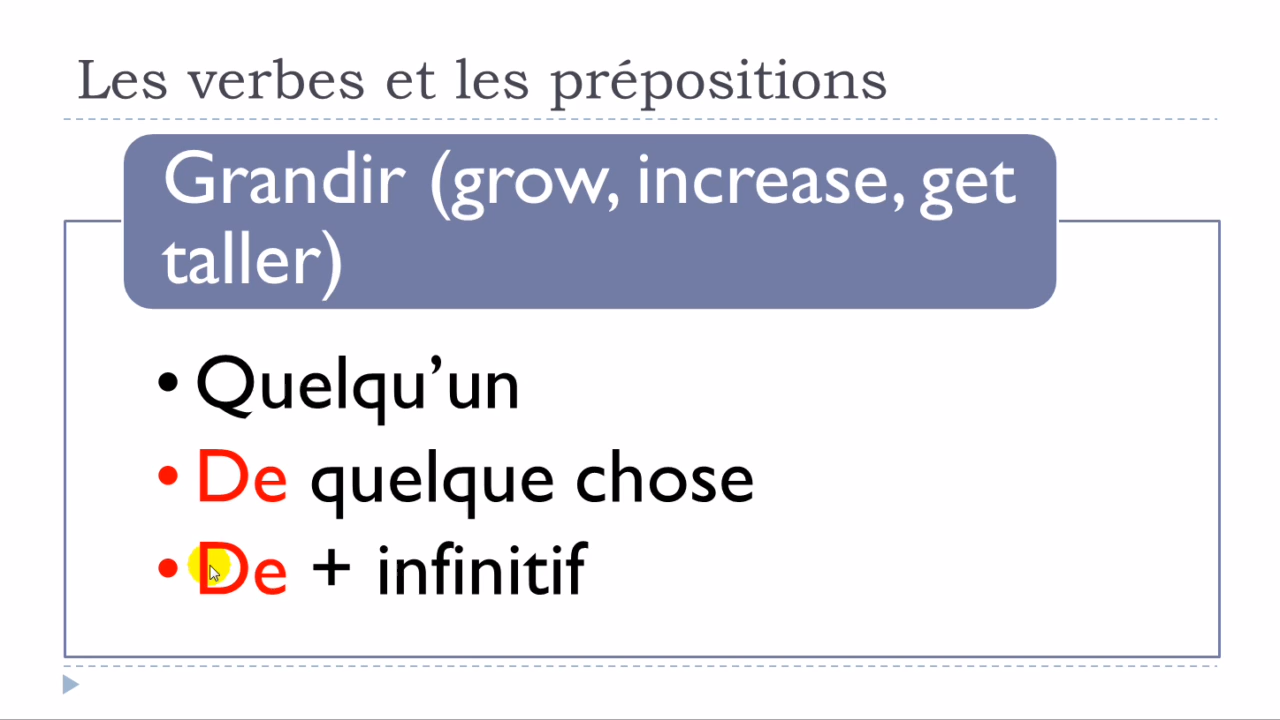 Les verbes et les prépositions
Grandir (grow, increase, get
taller)
• Quelqu’un
• De quelque chose
• De + infinitif